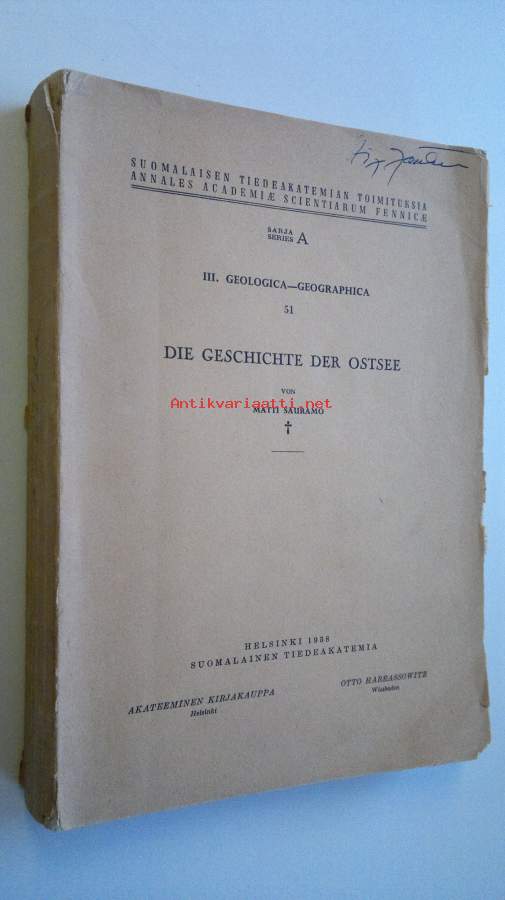 SUOMALAISEN TIEDEAKATEMIAN TOIMITUKSIA
ANNALES ACADEMIÆ SCIENTIARUM FENNICÆ
SARJA
SERIES A
III. GEOLOGICA—GEOGRAPHICA
51
DIE GESCHICHTE DER OSTSEE
VON
Antikvariaatti.net
MATTI SAURAMO
†
HELSINKI 1958
SUOMALAINEN TIEDEAKATEMIA
AKATEEMINEN KIRJAKAUPPA
Helsinki
OTTO HARRASSOWITZ
Wiesbaden